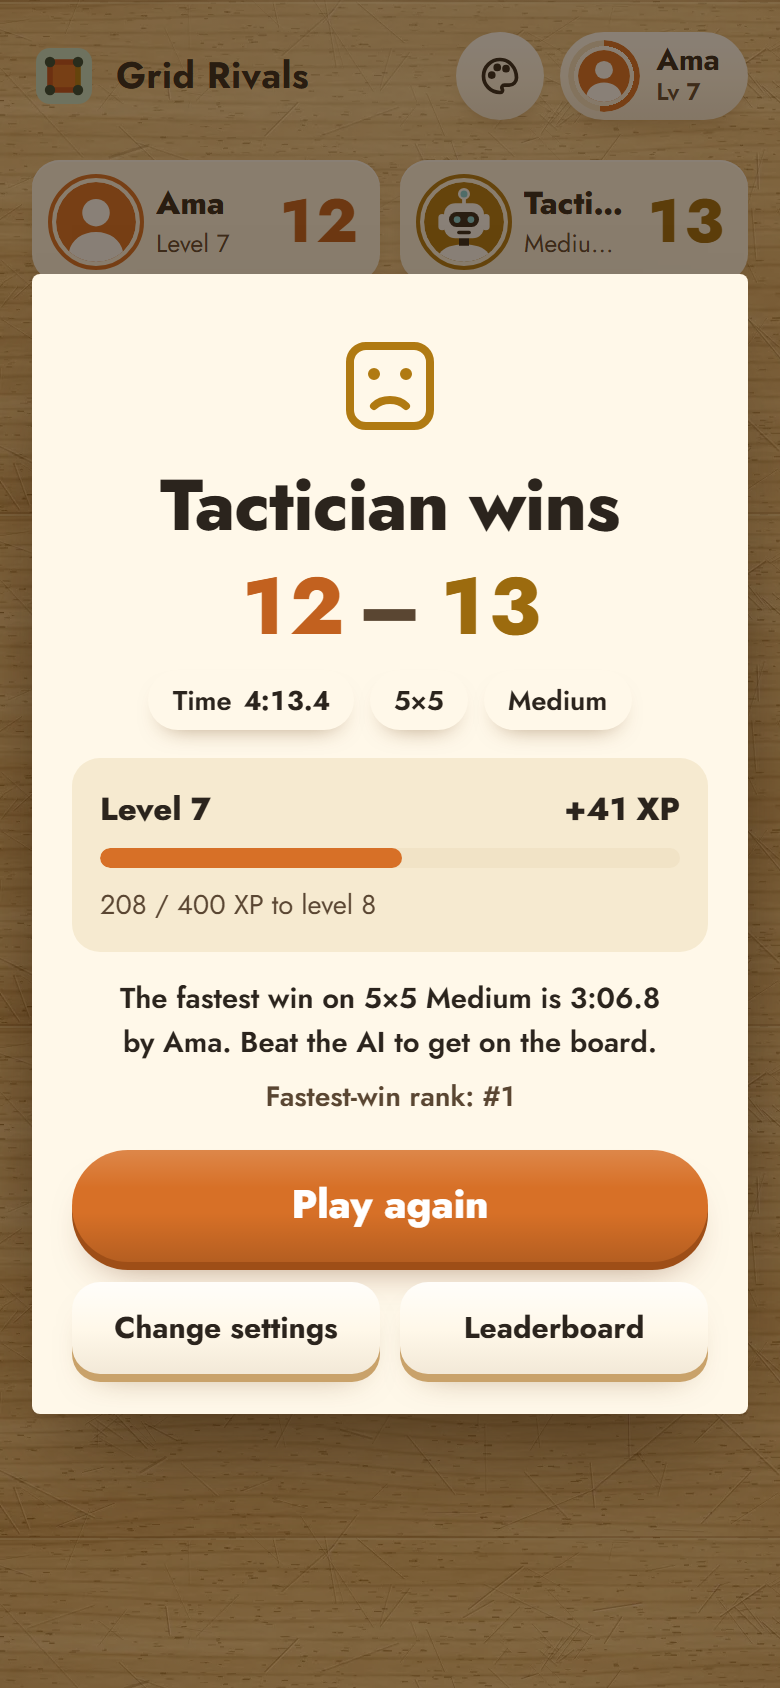 Grid Rivals
Ama
Lv 7
Ama
Level 7
12
Tacti...
Mediu...
13
Tactician wins
12 – 13
Time 4:13.4
5×5
Medium
Level 7
+41 XP
208 / 400 XP to level 8
The fastest win on 5×5 Medium is 3:06.8
by Ama. Beat the AI to get on the board.
Fastest-win rank: #1
Play again
Change settings
Leaderboard